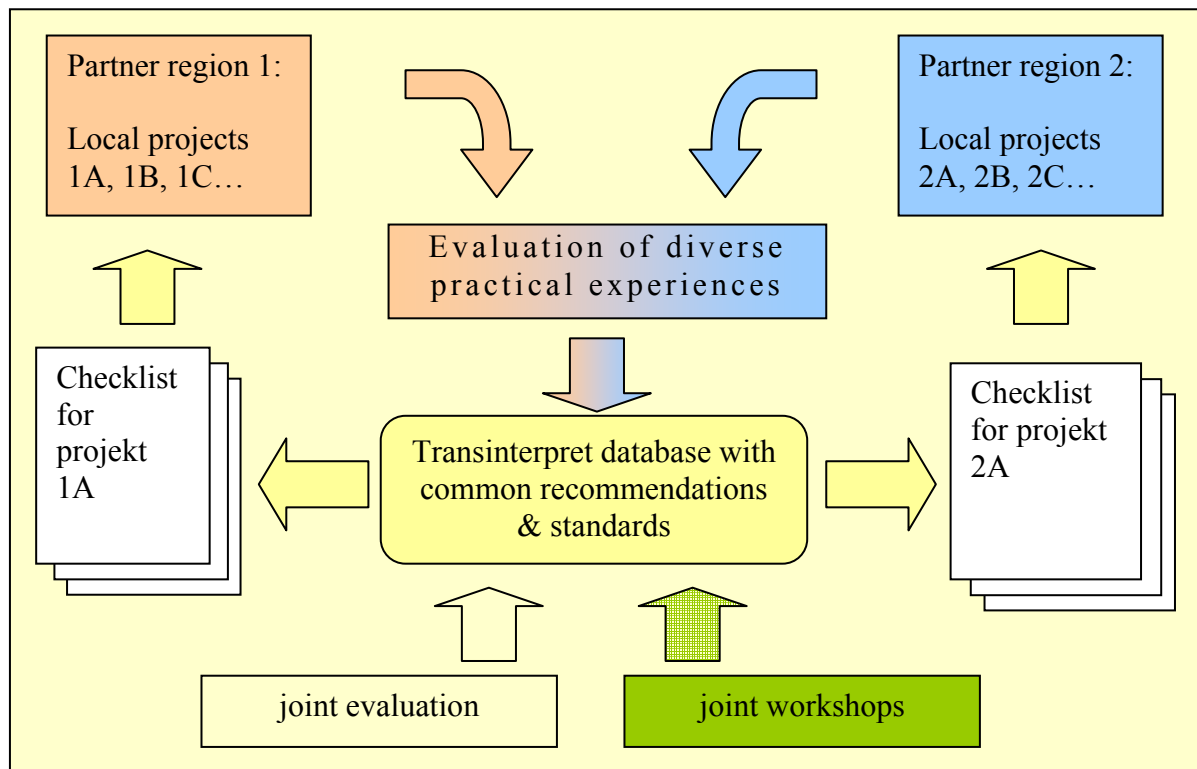 Partner region 1:
Local projects
1A, 1B, 1C…
Partner region 2:
Local projects
2A, 2B, 2C…
Evaluation of diverse
practical experiences
Checklist
for
projekt
1A
Transinterpret database with
common recommendations
& standards
Checklist
for projekt
2A
joint evaluation
joint workshops